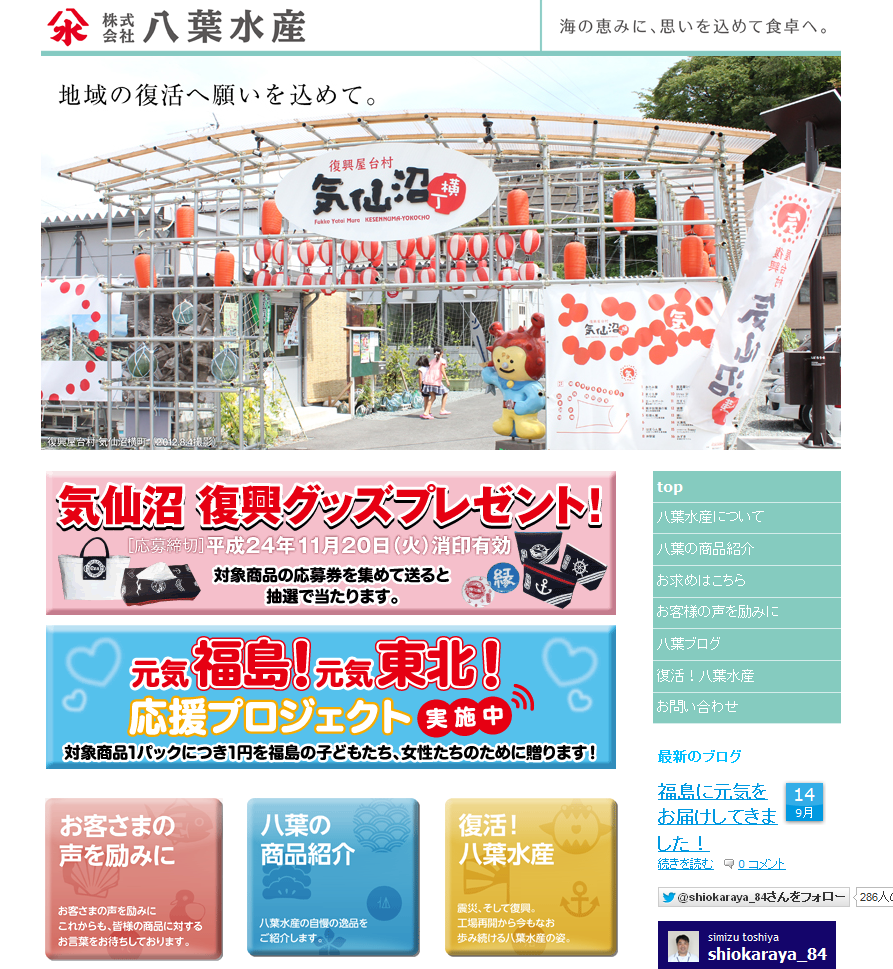 株式会社 八葉水産
海の恵みに、思いを込めて食卓へ。
地域の復活へ願いを込めて。
復興屋台村
気仙沼横丁
Fukko Yatai Mura KESENNUMA-YOKOCHO
気
復興屋台村
気仙沼
気仙沼
復興屋台村 気仙沼横町 (2012.8.4撮影)
気仙沼 復興グッズプレゼント!
[応募締切]平成24年11月20日(火)消印有効
対象商品の応募券を集めて送ると
抽選で当たります。
縁
元気福島!元気東北!
応援プロジェクト 実施中
対象商品1パックにつき1円を福島の子どもたち、女性たちのために贈ります!
お客さまの
声を励みに
お客さまの声を励みに
これからも、皆様の商品に対する
お言葉をお待ちしております。
八葉の
商品紹介
八葉水産の自慢の逸品を
ご紹介します。
復活!
八葉水産
震災、そして復興。
工場再開から今もなお
歩み続ける八葉水産の姿。
top
八葉水産について
八葉の商品紹介
お求めはこちら
お客様の声を励みに
八葉ブログ
復活!八葉水産
お問い合わせ
最新のブログ
福島に元気を
お届けしてきま
した!
14
9月
続きを読む 0 コメント
@shiokaraya_84さんをフォロー
286人の
simizu toshiya
shiokaraya_84